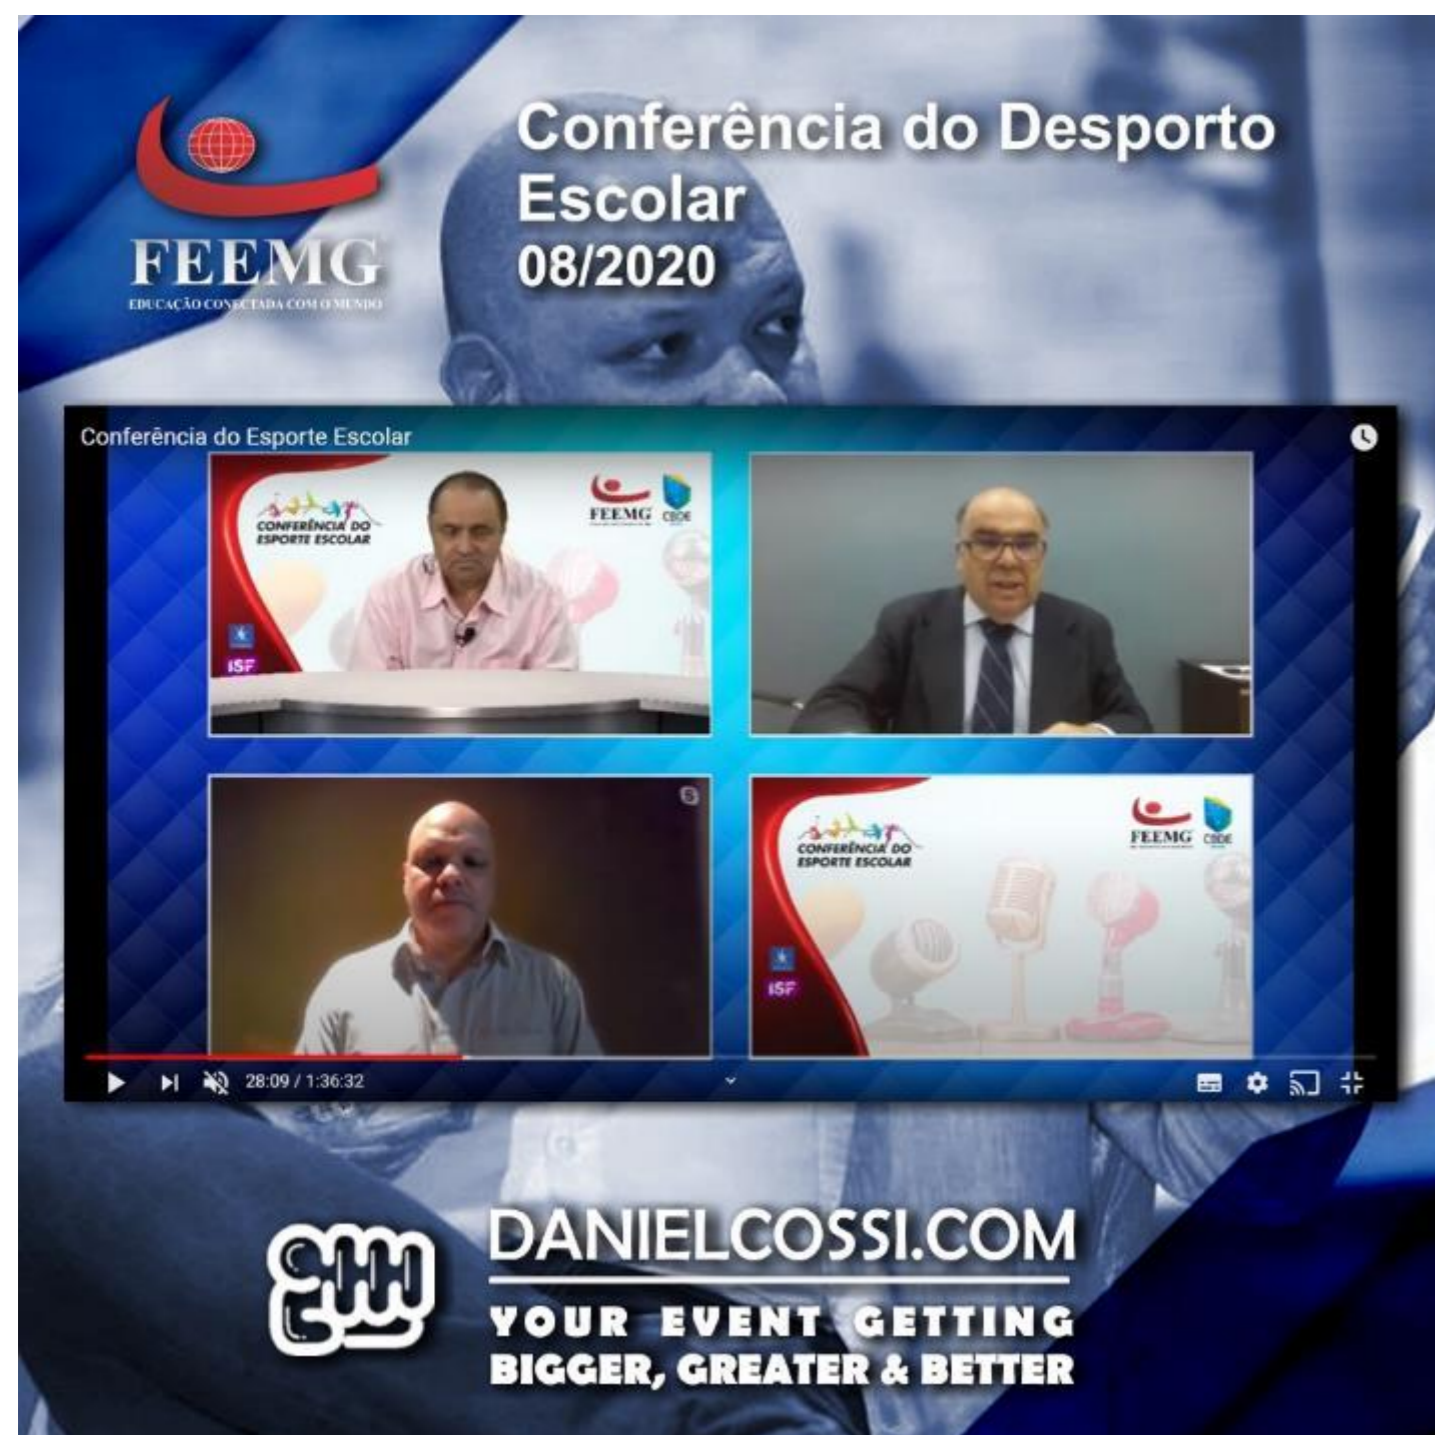 Conferência do Desporto
Escolar
08/2020
FEEMG
EDUCAÇÃO CONECTADA COM O MUNDO
Conferência do Esporte Escolar
CONFERÊNCIA DO
ESPORTE ESCOLAR
FEEMG
CBDE
ISF
S
CONFERÊNCIA DO
ESPORTE ESCOLAR
FEEMG
CBDE
ISF
28:09 / 1:36:32
DANIELCOSSI.COM
YOUR EVENT GETTING
BIGGER, GREATER & BETTER